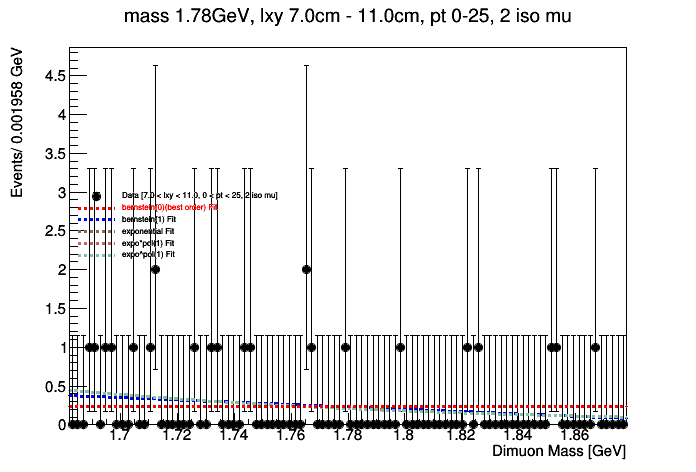 mass 1.78GeV, lxy 7.0cm - 11.0cm, pt 0-25, 2 iso mu
Events/ 0.001958 GeV
4.5
4
3.5
3
2.5
2
1.5
1
0.5
0
Data [7.0 < lxy < 11.0, 0 < pt < 25, 2 iso mu]
bernstein(0)(best order) Fit
bernstein(1) Fit
exponential Fit
expo*pol(1) Fit
expo^pol(1) Fit
1.7 1.72 1.74 1.76 1.78 1.8 1.82 1.84 1.86
Dimuon Mass [GeV]